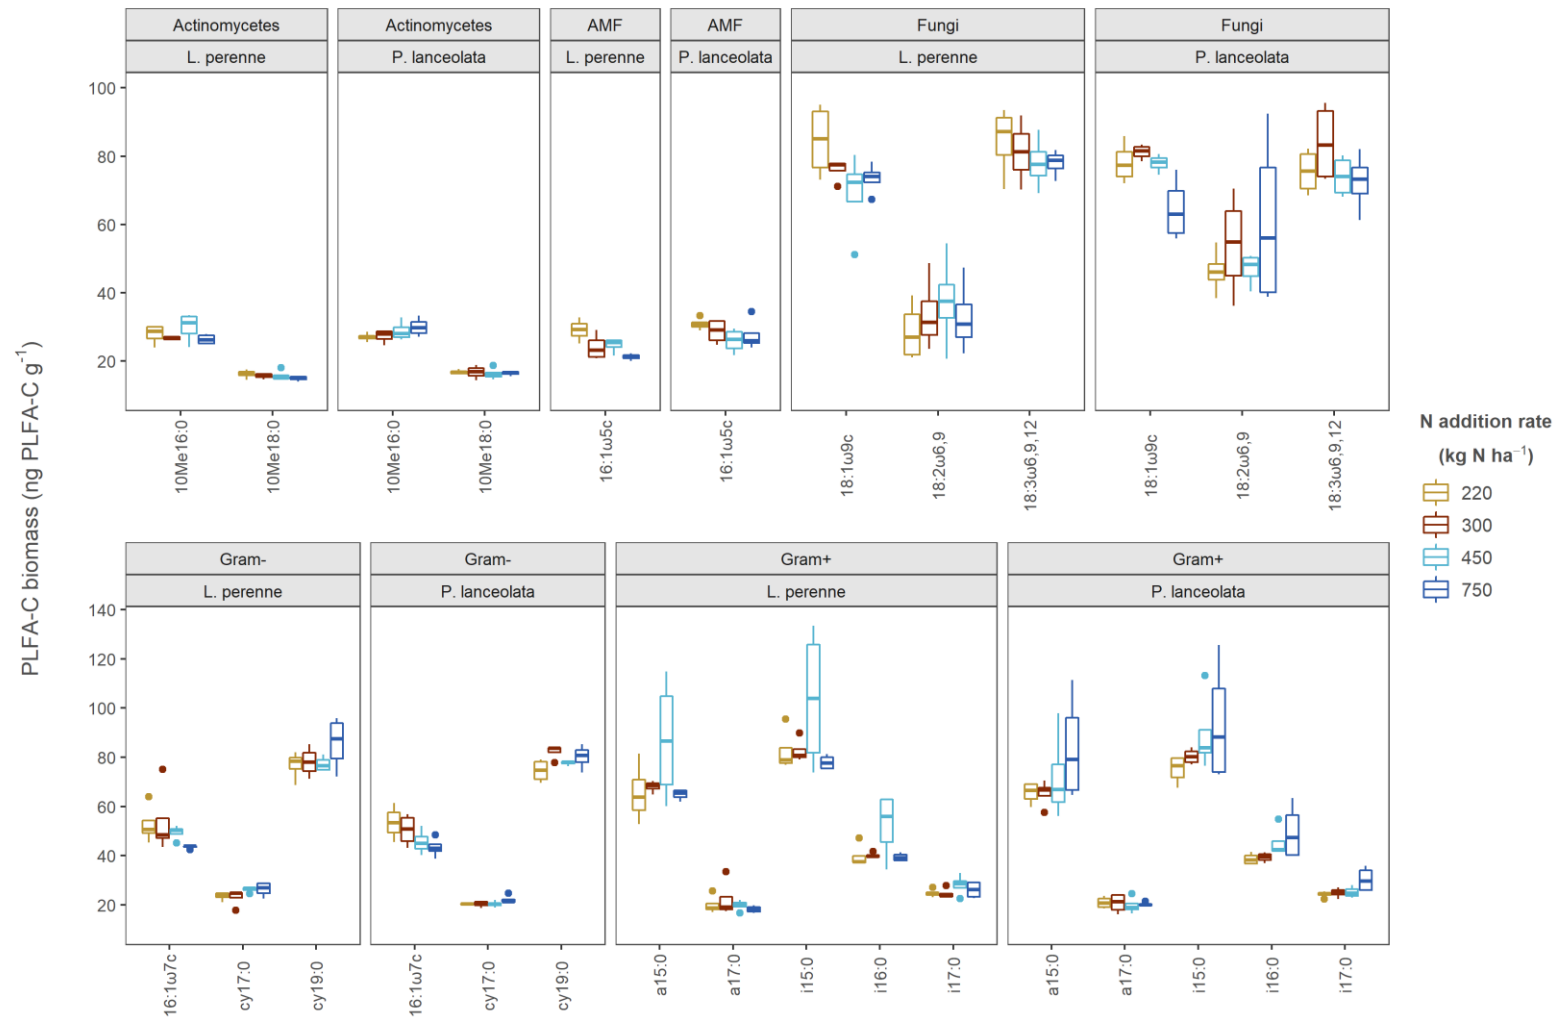 Actinomycetes
Actinomycetes
AMF
AMF
Fungi
Fungi
L. perenne
P. lanceolata
L. perenne
P. lanceolata
L. perenne
P. lanceolata
100
80
60
40
20
10Me16:0
10Me18:0
10Me16:0
10Me18:0
16:1ω5c
16:1ω5c
18:1ω9c
18:2ω6,9
18:3ω6,9,12
18:1ω9c
18:2ω6,9
18:3ω6,9,12
PLFA-C biomass (ng PLFA-C g⁻¹)
N addition rate
(kg N ha⁻¹)
220
300
450
750
Gram-
Gram-
Gram+
Gram+
L. perenne
P. lanceolata
L. perenne
P. lanceolata
140
120
100
80
60
40
20
16:1ω7c
cy17:0
cy19:0
16:1ω7c
cy17:0
cy19:0
a15:0
a17:0
i15:0
i16:0
i17:0
a15:0
a17:0
i15:0
i16:0
i17:0